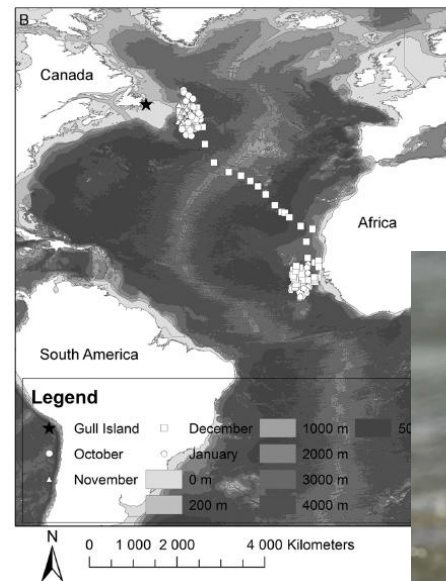 B
Canada
Africa
South America
Legend
Gull Island
October
November
December
January
0 m
200 m
1000 m
2000 m
3000 m
4000 m
N
0 1 000 2 000 4 000 Kilometers